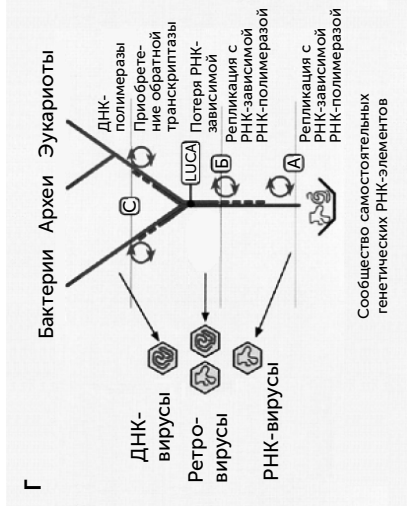 Г
Бактерии Археи Эукариоты
ДНК-
полимеразы
Приобрете-
ние обратной
транскриптазы
Потеря РНК-
зависимой
Репликация с
РНК-зависимой
РНК-полимеразой
Репликация с
РНК-зависимой
РНК-полимеразой
C
LUCA
Б
А
ДНК-
вирусы
Ретро-
вирусы
РНК-вирусы
Сообщество самостоятельных
генетических РНК-элементов